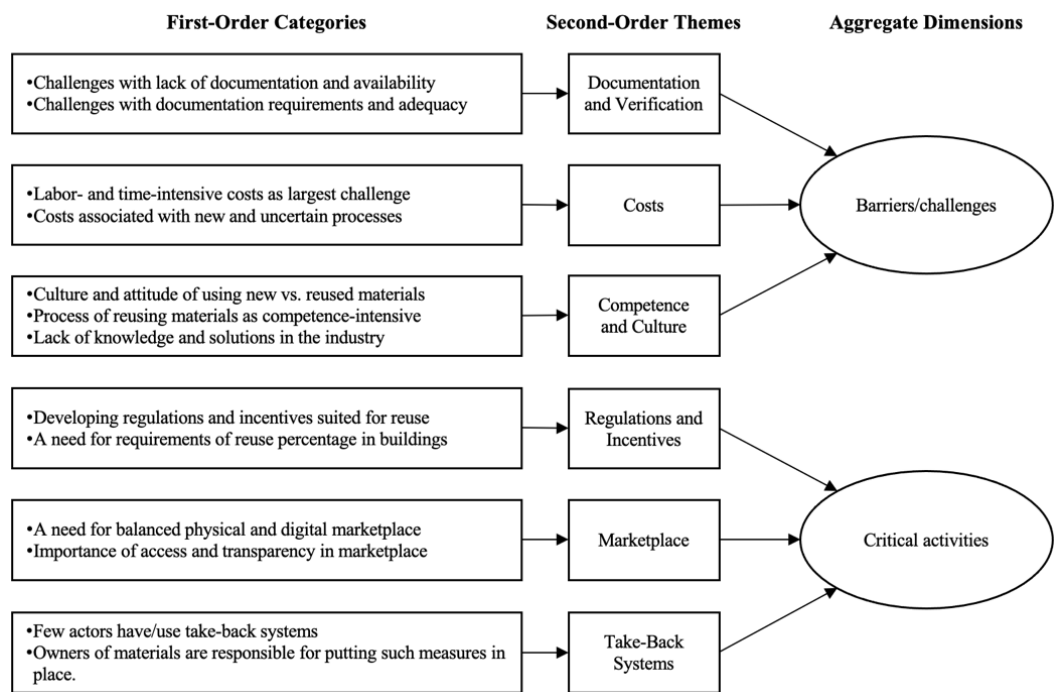 First-Order Categories
Second-Order Themes
Aggregate Dimensions
•Challenges with lack of documentation and availability
•Challenges with documentation requirements and adequacy
Documentation
and Verification
•Labor- and time-intensive costs as largest challenge
•Costs associated with new and uncertain processes
Costs
Barriers/challenges
•Culture and attitude of using new vs. reused materials
•Process of reusing materials as competence-intensive
•Lack of knowledge and solutions in the industry
Competence
and Culture
•Developing regulations and incentives suited for reuse
•A need for requirements of reuse percentage in buildings
Regulations and
Incentives
•A need for balanced physical and digital marketplace
•Importance of access and transparency in marketplace
Marketplace
Critical activities
•Few actors have/use take-back systems
•Owners of materials are responsible for putting such measures in
place.
Take-Back
Systems